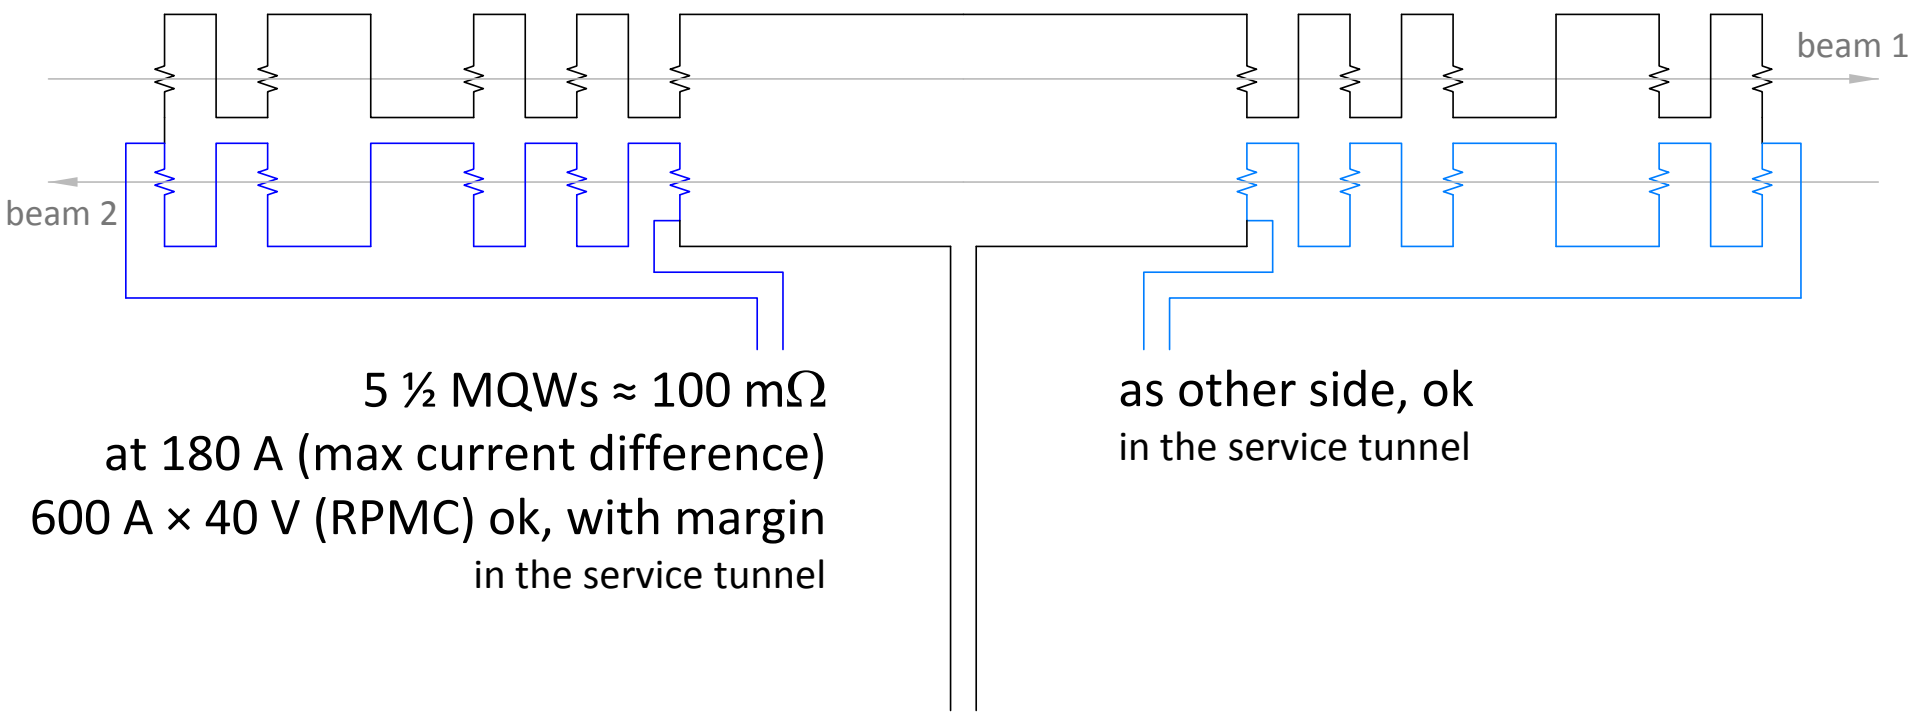 beam 1
beam 2
5 ½ MQWs ≈ 100 mΩ
at 180 A (max current difference)
600 A × 40 V (RPMC) ok, with margin
in the service tunnel
as other side, ok
in the service tunnel